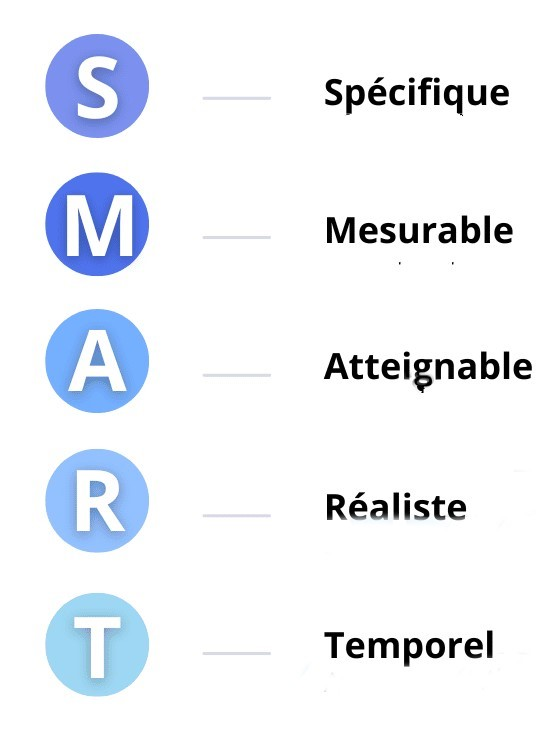 S Spécifique
M Mesurable
A Atteignable
R Réaliste
T Temporel